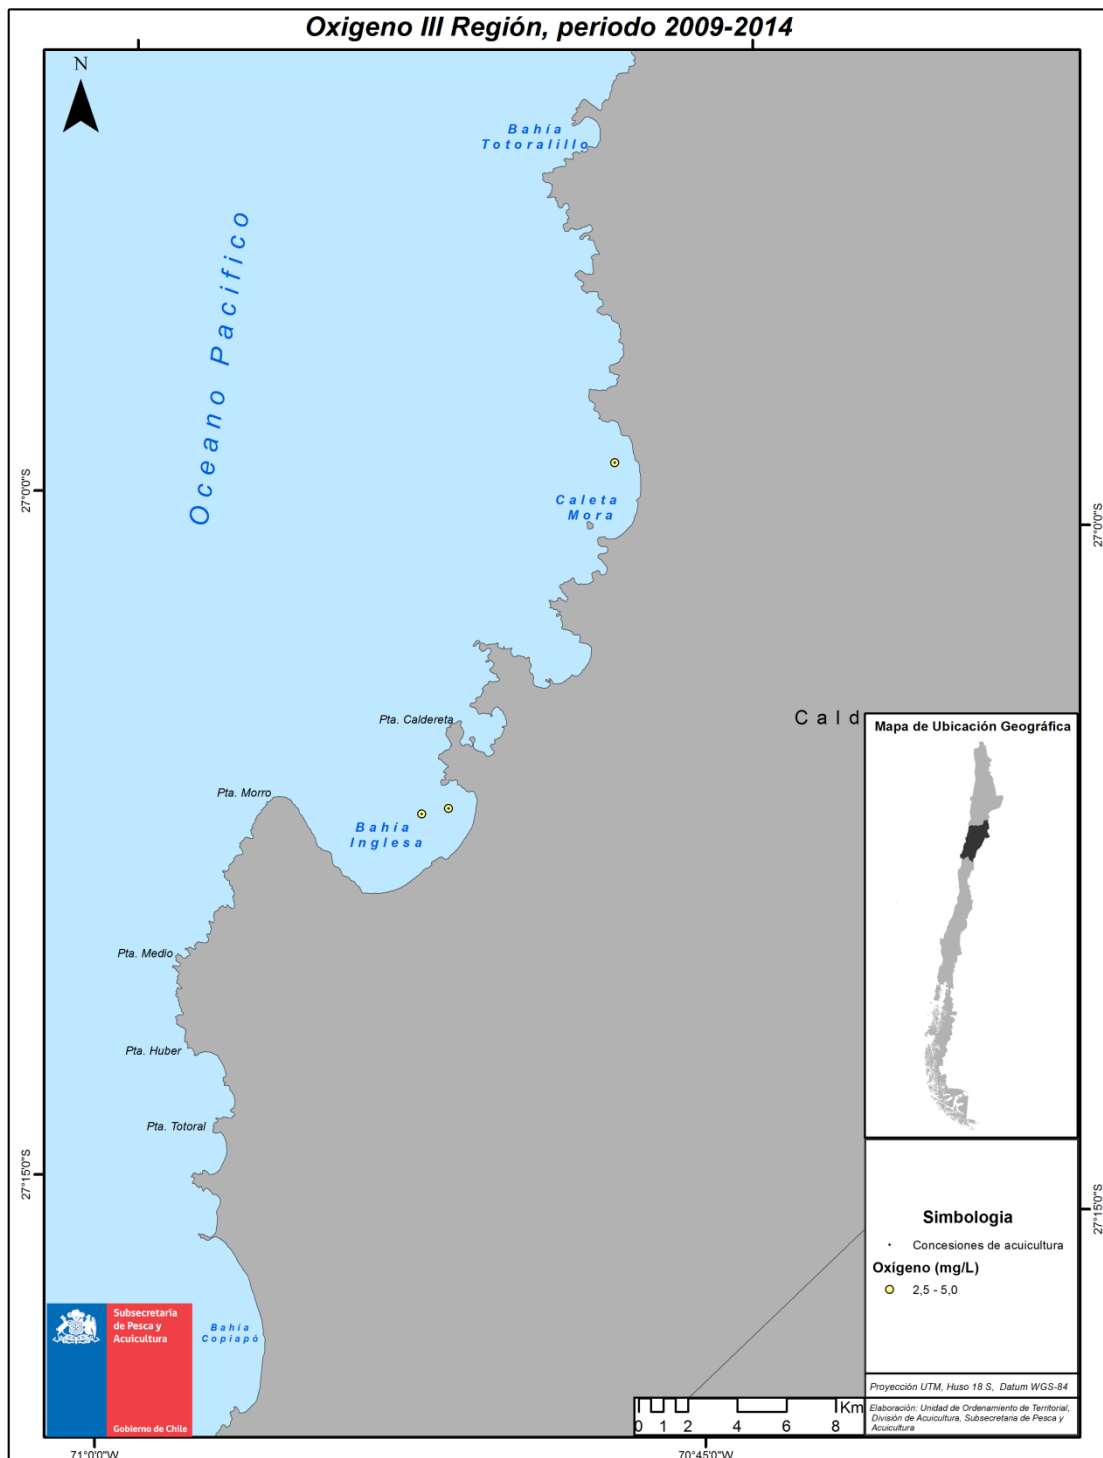 Oxigeno III Región, periodo 2009-2014
N
Bahía
Totoralillo
Oceano Pacifico
27°0'0"S
27°0'0"S
Caleta
Mora
Pta. Caldereta
Cald
Mapa de Ubicación Geográfica
Pta. Morro
Bahía
Inglesa
Pta. Medio
Pta. Huber
Pta. Totoral
27°15'0"S
27°15'0"S
Simbologia
Concesiones de acuicultura
Oxígeno (mg/L)
2,5 - 5,0
Subsecretaría
de Pesca y
Acuicultura
Gobierno de Chile
Bahía
Copiapó
Proyección UTM, Huso 18 S, Datum WGS-84
Elaboración: Unidad de Ordenamiento de Territorial,
División de Acuicultura, Subsecretaria de Pesca y
Acuicultura
Km
0 1 2 4 6 8
71°0'0"W
70°45'0"W